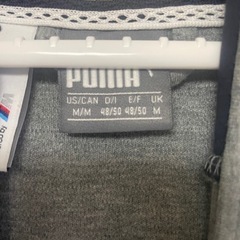 PUMA
US/CAN D/I E/F UK
M/M 48/50 48/50 M
M